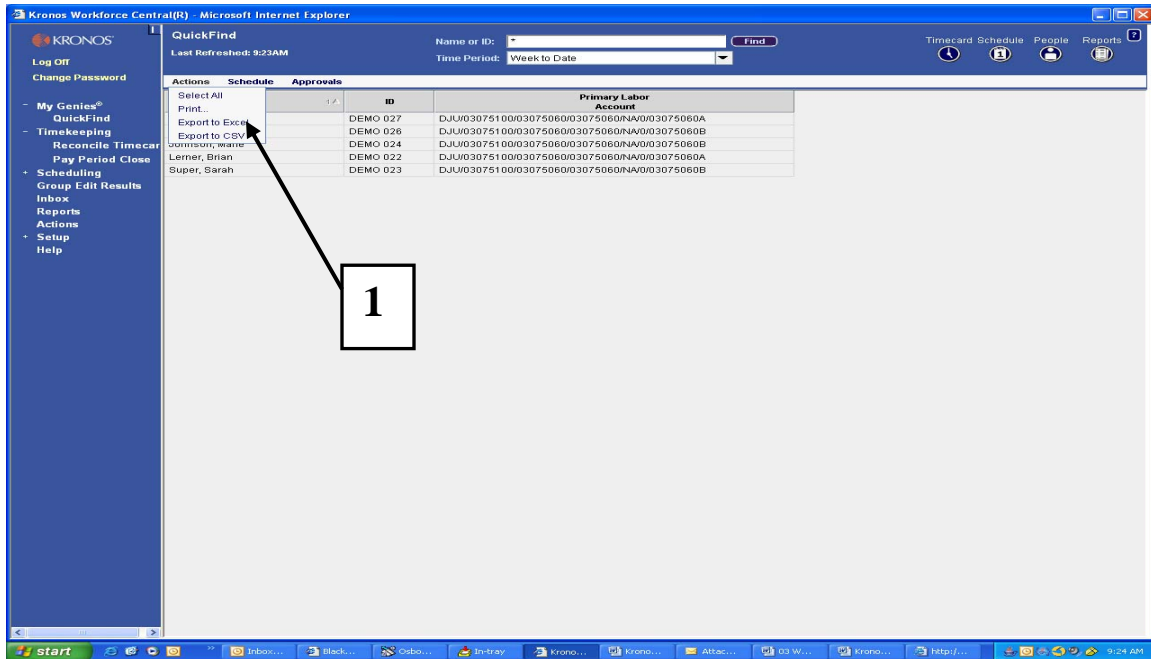 Kronos Workforce Central(R) - Microsoft Internet Explorer
KRONOS
Log Off
Change Password
- My Genies®
QuickFind
- Timekeeping
Reconcile Timecar
Pay Period Close
+ Scheduling
Group Edit Results
Inbox
Reports
Actions
+ Setup
Help
QuickFind
Last Refreshed: 9:23AM
Name or ID: *
Find
Time Period: Week to Date
Timecard Schedule People Reports ?
Actions Schedule Approvals
Select All
Print...
Export to Excel
Export to CSV
ID Primary Labor
Account
DEMO 027 DJU/03075100/03075060/03075060/NA/0/03075060A
DEMO 026 DJU/03075100/03075060/03075060/NA/0/03075060B
Johnson, Marie DEMO 024 DJU/03075100/03075060/03075060/NA/0/03075060B
Lerner, Brian DEMO 022 DJU/03075100/03075060/03075060/NA/0/03075060A
Super, Sarah DEMO 023 DJU/03075100/03075060/03075060/NA/0/03075060B
1
start Inbox... Black... Osbo... In-tray Krono... Krono... Attac... 03 W... Krono... http:/... 9:24 AM